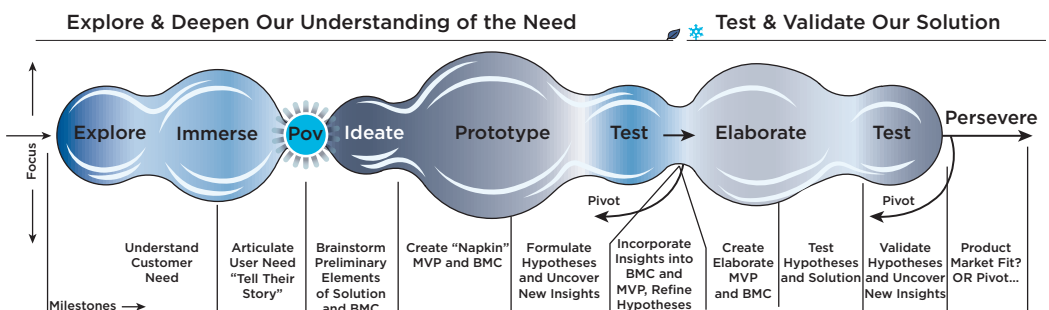 Explore & Deepen Our Understanding of the Need
Test & Validate Our Solution
Focus
Explore
Immerse
Pov
Ideate
Prototype
Test
Elaborate
Test
Persevere
Pivot
Pivot
Understand
Customer
Need
Articulate
User Need
“Tell Their
Story”
Brainstorm
Preliminary
Elements
of Solution
and BMC
Create “Napkin”
MVP and BMC
Formulate
Hypotheses
and Uncover
New Insights
Incorporate
Insights into
BMC and
MVP, Refine
Hypotheses
Create
Elaborate
MVP
and BMC
Test
Hypotheses
and Solution
Validate
Hypotheses
and Uncover
New Insights
Product
Market Fit?
OR Pivot...
Milestones